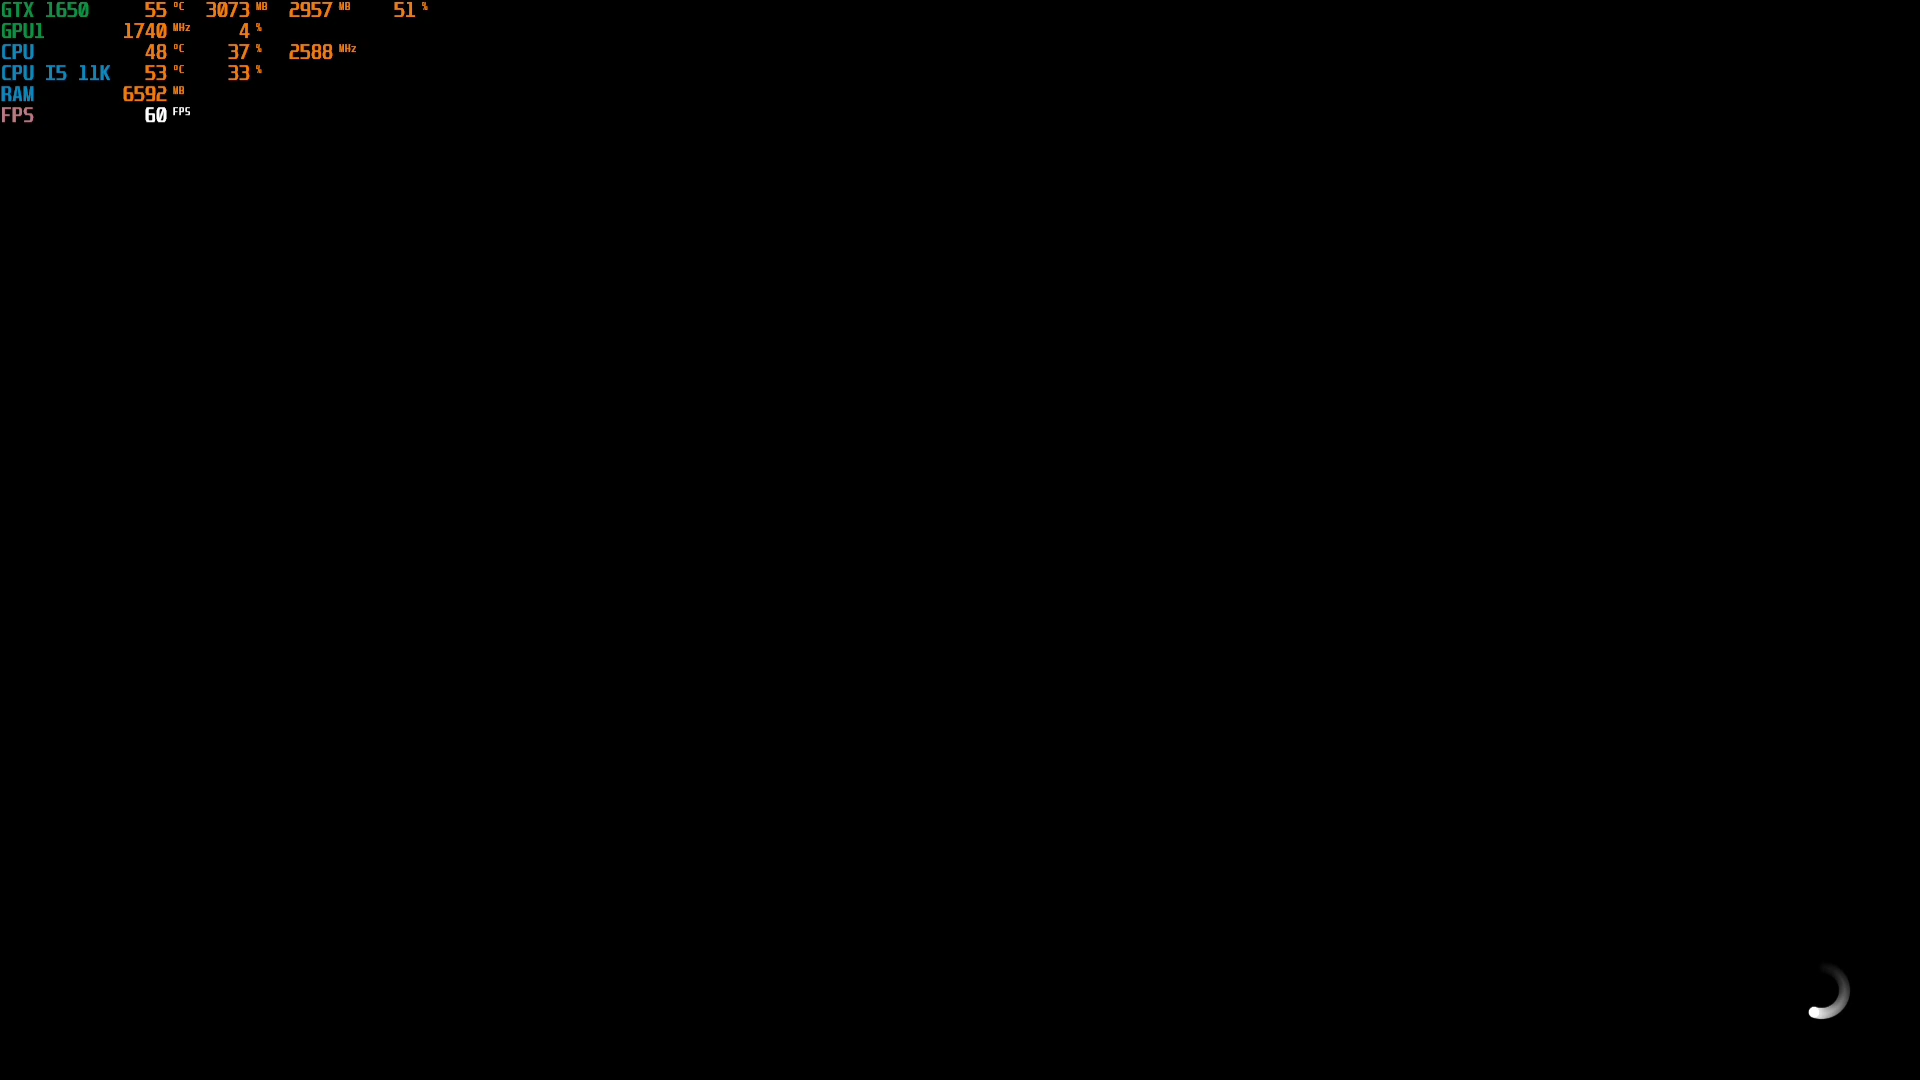 GTX 1650 55 °C 3073 MB 2957 MB 51 %
GPU1 1740 MHz 4 %
CPU 48 °C 37 % 2588 MHz
CPU I5 11K 53 °C 33 %
RAM 6592 MB
FPS 60 FPS